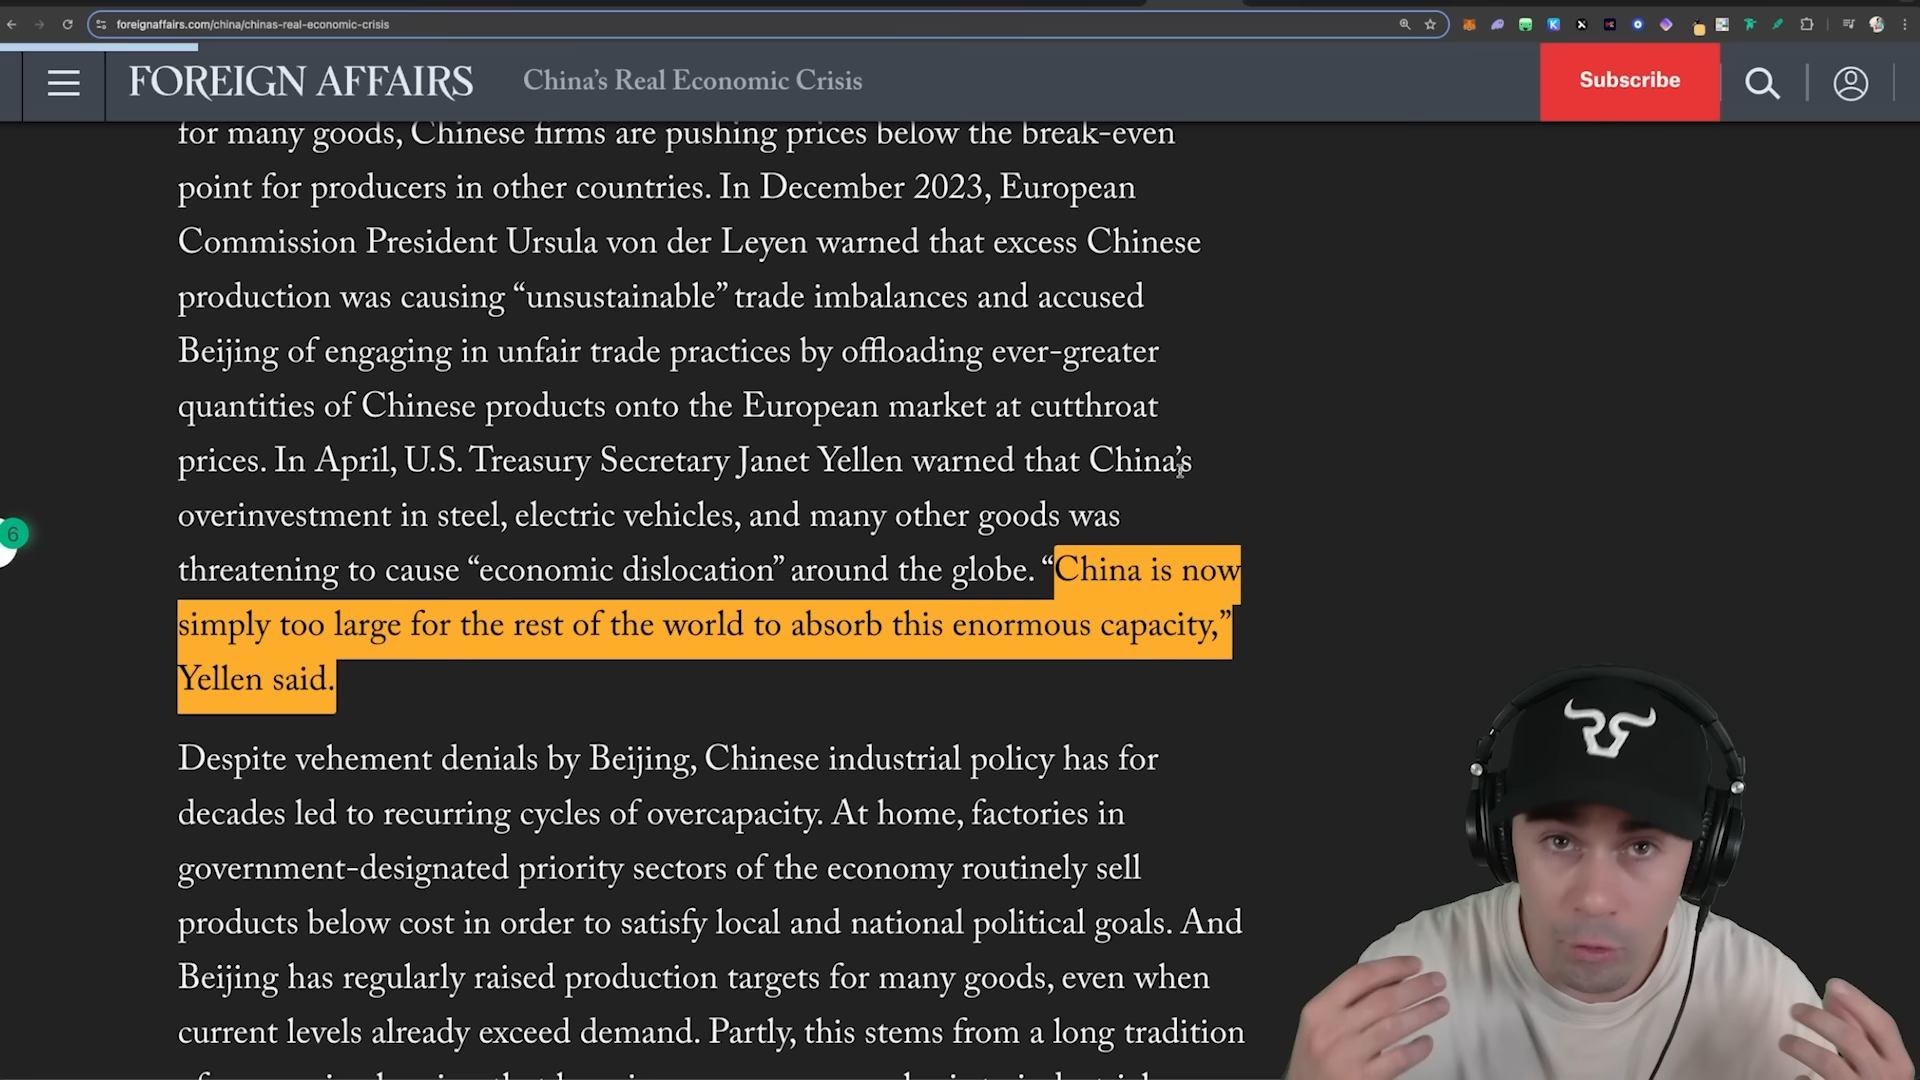 foreignaffairs.com/china/chinas-real-economic-crisis
FOREIGN AFFAIRS
China’s Real Economic Crisis
Subscribe
for many goods, Chinese firms are pushing prices below the break-even
point for producers in other countries. In December 2023, European
Commission President Ursula von der Leyen warned that excess Chinese
production was causing “unsustainable” trade imbalances and accused
Beijing of engaging in unfair trade practices by offloading ever-greater
quantities of Chinese products onto the European market at cutthroat
prices. In April, U.S. Treasury Secretary Janet Yellen warned that China’s
overinvestment in steel, electric vehicles, and many other goods was
threatening to cause “economic dislocation” around the globe. “China is now
simply too large for the rest of the world to absorb this enormous capacity,”
Yellen said.
6
Despite vehement denials by Beijing, Chinese industrial policy has for
decades led to recurring cycles of overcapacity. At home, factories in
government-designated priority sectors of the economy routinely sell
products below cost in order to satisfy local and national political goals. And
Beijing has regularly raised production targets for many goods, even when
current levels already exceed demand. Partly, this stems from a long tradition